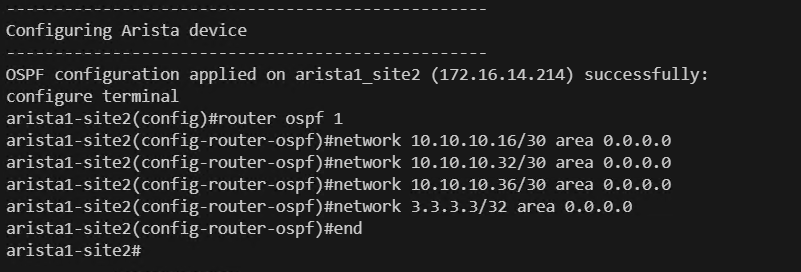 --------------------------------------------------
Configuring Arista device
--------------------------------------------------
OSPF configuration applied on arista1_site2 (172.16.14.214) successfully:
configure terminal
arista1-site2(config)#router ospf 1
arista1-site2(config-router-ospf)#network 10.10.10.16/30 area 0.0.0.0
arista1-site2(config-router-ospf)#network 10.10.10.32/30 area 0.0.0.0
arista1-site2(config-router-ospf)#network 10.10.10.36/30 area 0.0.0.0
arista1-site2(config-router-ospf)#network 3.3.3.3/32 area 0.0.0.0
arista1-site2(config-router-ospf)#end
arista1-site2#